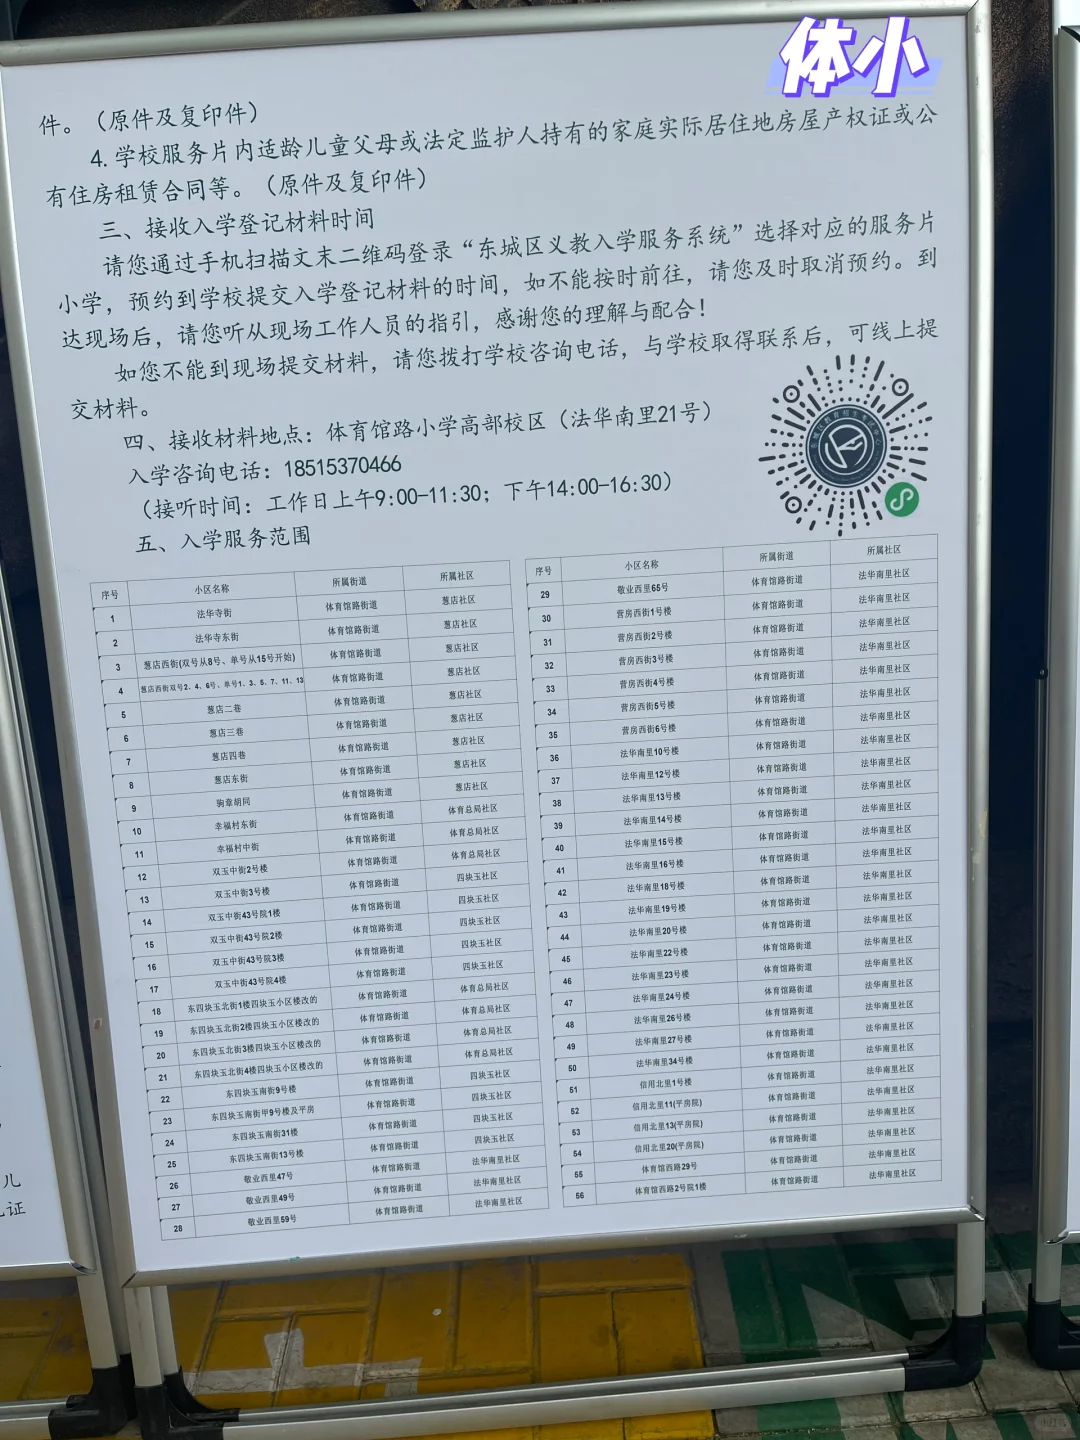 体小
件。（原件及复印件）
4. 学校服务片内适龄儿童父母或法定监护人持有的家庭实际居住地房屋产权证或公
有住房租赁合同等。（原件及复印件）
三、接收入学登记材料时间
请您通过手机扫描文末二维码登录“东城区义教入学服务系统”选择对应的服务片
小学，预约到学校提交入学登记材料的时间，如不能按时前往，请您及时取消预约。到
达现场后，请您听从现场工作人员的指引，感谢您的理解与配合！
如您不能到现场提交材料，请您拨打学校咨询电话，与学校取得联系后，可线上提
交材料。
四、接收材料地点：体育馆路小学高部校区（法华南里21号）
入学咨询电话：18515370466
（接听时间：工作日上午9:00-11:30；下午14:00-16:30）
五、入学服务范围
序号 小区名称 所属街道 所属社区
1 法华寺街 体育馆路街道 葱店社区
2 法华寺东街 体育馆路街道 葱店社区
3 葱店西街(双号从8号、单号从15号开始) 体育馆路街道 葱店社区
4 葱店西街双号2、4、6号、单号1、3、5、7、11、13 体育馆路街道 葱店社区
5 葱店二巷 体育馆路街道 葱店社区
6 葱店三巷 体育馆路街道 葱店社区
7 葱店四巷 体育馆路街道 葱店社区
8 葱店东街 体育馆路街道 葱店社区
9 驹章胡同 体育馆路街道 葱店社区
10 幸福村东街 体育馆路街道 体育总局社区
11 幸福村中街 体育馆路街道 体育总局社区
12 双玉中街2号楼 体育馆路街道 体育总局社区
13 双玉中街3号楼 体育馆路街道 四块玉社区
14 双玉中街43号院1楼 体育馆路街道 四块玉社区
15 双玉中街43号院2楼 体育馆路街道 四块玉社区
16 双玉中街43号院3楼 体育馆路街道 四块玉社区
17 双玉中街43号院4楼 体育馆路街道 四块玉社区
18 东四块玉北街1楼四块玉小区楼改的 体育馆路街道 体育总局社区
19 东四块玉北街2楼四块玉小区楼改的 体育馆路街道 体育总局社区
20 东四块玉北街3楼四块玉小区楼改的 体育馆路街道 体育总局社区
21 东四块玉北街4楼四块玉小区楼改的 体育馆路街道 体育总局社区
22 东四块玉南街9号楼 体育馆路街道 四块玉社区
23 东四块玉南街甲9号楼及平房 体育馆路街道 四块玉社区
24 东四块玉南街31楼 体育馆路街道 四块玉社区
25 东四块玉南街13号楼 体育馆路街道 四块玉社区
26 敬业西里47号 体育馆路街道 法华南里社区
27 敬业西里49号 体育馆路街道 法华南里社区
28 敬业西里59号 体育馆路街道 法华南里社区
序号 小区名称 所属街道 所属社区
29 敬业西里65号 体育馆路街道 法华南里社区
30 营房西街1号楼 体育馆路街道 法华南里社区
31 营房西街2号楼 体育馆路街道 法华南里社区
32 营房西街3号楼 体育馆路街道 法华南里社区
33 营房西街4号楼 体育馆路街道 法华南里社区
34 营房西街5号楼 体育馆路街道 法华南里社区
35 营房西街6号楼 体育馆路街道 法华南里社区
36 法华南里10号楼 体育馆路街道 法华南里社区
37 法华南里12号楼 体育馆路街道 法华南里社区
38 法华南里13号楼 体育馆路街道 法华南里社区
39 法华南里14号楼 体育馆路街道 法华南里社区
40 法华南里15号楼 体育馆路街道 法华南里社区
41 法华南里16号楼 体育馆路街道 法华南里社区
42 法华南里18号楼 体育馆路街道 法华南里社区
43 法华南里19号楼 体育馆路街道 法华南里社区
44 法华南里20号楼 体育馆路街道 法华南里社区
45 法华南里22号楼 体育馆路街道 法华南里社区
46 法华南里23号楼 体育馆路街道 法华南里社区
47 法华南里24号楼 体育馆路街道 法华南里社区
48 法华南里26号楼 体育馆路街道 法华南里社区
49 法华南里27号楼 体育馆路街道 法华南里社区
50 法华南里34号楼 体育馆路街道 法华南里社区
51 信用北里1号楼 体育馆路街道 法华南里社区
52 信用北里11(平房院) 体育馆路街道 法华南里社区
53 信用北里13(平房院) 体育馆路街道 法华南里社区
54 信用北里20(平房院) 体育馆路街道 法华南里社区
55 体育馆西路29号 体育馆路街道 法华南里社区
56 体育馆西路2号院1楼 体育馆路街道 法华南里社区
儿
证